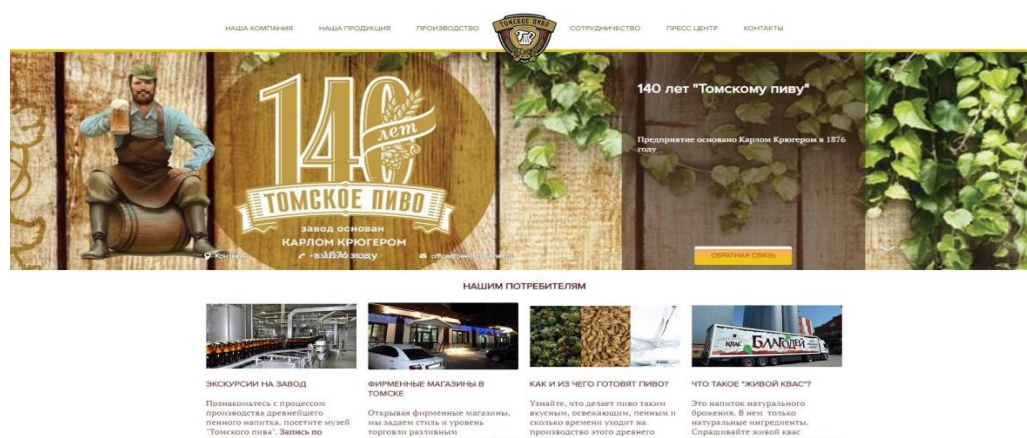 НАША КОМПАНИЯ НАША ПРОДУКЦИЯ ПРОИЗВОДСТВО ТОМСКОЕ ПИВО СОТРУДНИЧЕСТВО ПРЕСС ЦЕНТР КОНТАКТЫ
140
лет
ТОМСКОЕ ПИВО
завод основан
КАРЛОМ КРЮГЕРОМ
в 1876 году
Контакты
140 лет "Томскому пиву"
Предприятие основано Карлом Крюгером в 1876
году
ОБРАТНАЯ СВЯЗЬ
НАШИМ ПОТРЕБИТЕЛЯМ
КВАС БЛАГОДЕЙ
ЭКСКУРСИИ НА ЗАВОД
Познакомьтесь с процессом
производства древнейшего
пенного напитка, посетите музей
"Томского пива". Запись по
ФИРМЕННЫЕ МАГАЗИНЫ В
ТОМСКЕ
Открывая фирменные магазины,
мы задаем стиль и уровень
торговли разливным
КАК И ИЗ ЧЕГО ГОТОВЯТ ПИВО?
Узнайте, что делает пиво таким
вкусным, освежающим, пенным и
сколько времени уходит на
производство этого древнего
ЧТО ТАКОЕ "ЖИВОЙ КВАС"?
Это напиток натурального
брожения. В нем только
натуральные ингредиенты.
Спрашивайте живой квас